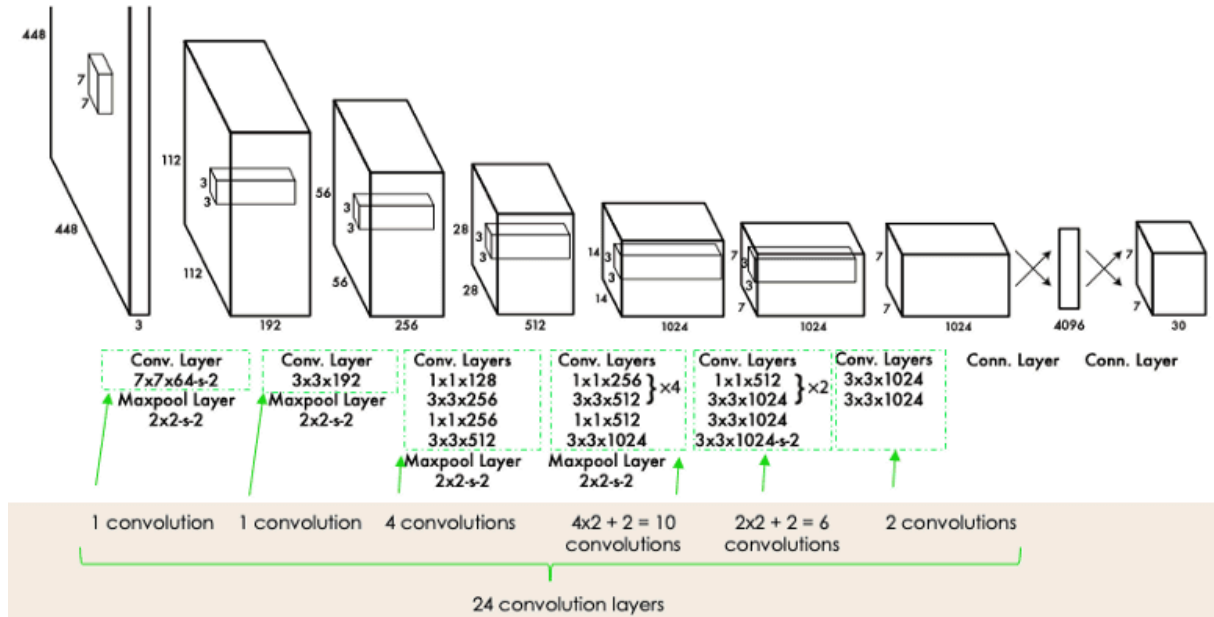 448
7
7
448
3
112
3
3
112
192
56
3
3
56
256
28
3
3
28
512
14
3
3
14
1024
7
3
3
7
1024
7
7
1024
4096
7
7
30
Conv. Layer
7x7x64-s-2
Maxpool Layer
2x2-s-2
Conv. Layer
3x3x192
Maxpool Layer
2x2-s-2
Conv. Layers
1x1x128
3x3x256
1x1x256
3x3x512
Maxpool Layer
2x2-s-2
Conv. Layers
1x1x256
3x3x512 } ×4
1x1x512
3x3x1024
Maxpool Layer
2x2-s-2
Conv. Layers
1x1x512
3x3x1024 } ×2
3x3x1024
3x3x1024-s-2
Conv. Layers
3x3x1024
3x3x1024
Conn. Layer
Conn. Layer
1 convolution
1 convolution
4 convolutions
4x2 + 2 = 10
convolutions
2x2 + 2 = 6
convolutions
2 convolutions
24 convolution layers